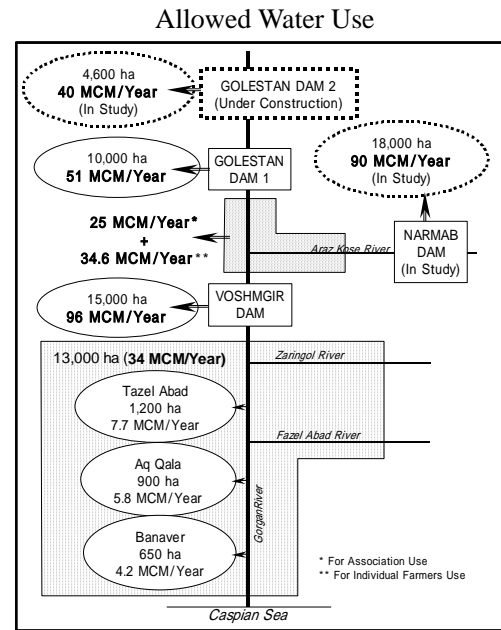 Allowed Water Use
4,600 ha
40 MCM/Year
(In Study)
GOLESTAN DAM 2
(Under Construction)
18,000 ha
90 MCM/Year
(In Study)
10,000 ha
51 MCM/Year
GOLESTAN
DAM 1
25 MCM/Year*
+
34.6 MCM/Year**
Araz Kose River
NARMAB
DAM
(In Study)
15,000 ha
96 MCM/Year
VOSHMGIR
DAM
13,000 ha (34 MCM/Year)
Zaringol River
Tazel Abad
1,200 ha
7.7 MCM/Year
Fazel Abad River
Aq Qala
900 ha
5.8 MCM/Year
GorganRiver
Banaver
650 ha
4.2 MCM/Year
* For Association Use
** For Individual Farmers Use
Caspian Sea